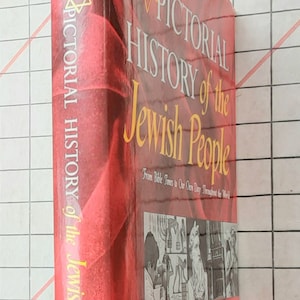 PICTORIAL HISTORY of the Jewish
PICTORIAL
HISTORY
of the
Jewish People
From Bible Times to Our Own Day Throughout the World